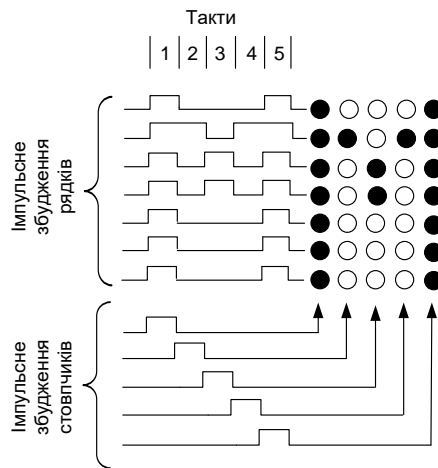 Такти
1 2 3 4 5
Імпульсне
збудження
рядків
Імпульсне
збудження
стовпчиків